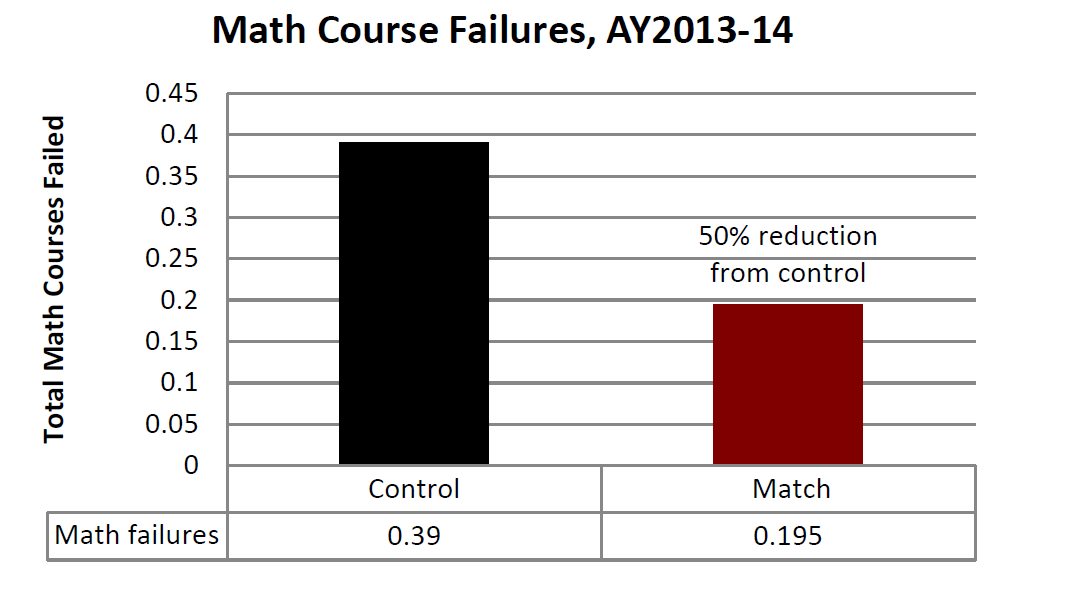 Math Course Failures, AY2013-14
Total Math Courses Failed
0.45
0.4
0.35
0.3
0.25
0.2
0.15
0.1
0.05
0
50% reduction
from control
Control Match
Math failures 0.39 0.195